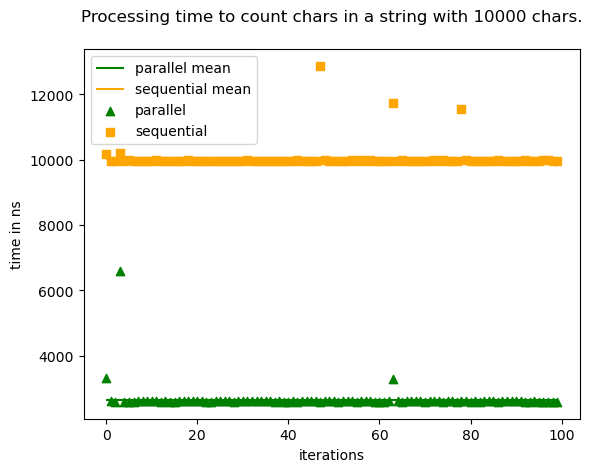 Processing time to count chars in a string with 10000 chars.
parallel mean
sequential mean
parallel
sequential
12000
10000
8000
6000
4000
time in ns
0 20 40 60 80 100
iterations